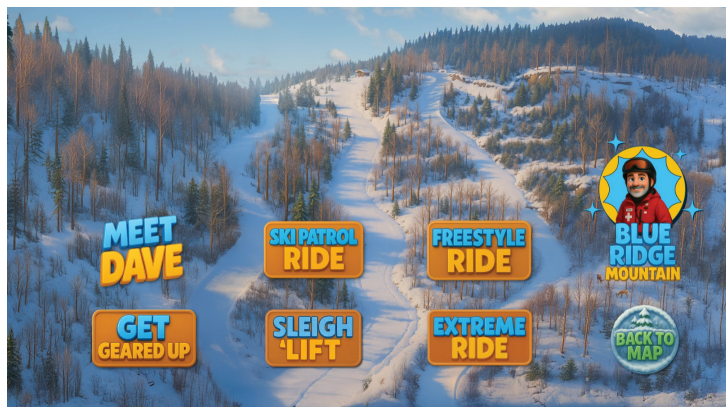 MEET
DAVE
SKI PATROL
RIDE
FREESTYLE
RIDE
BLUE
RIDGE
MOUNTAIN
GET
GEARED UP
SLEIGH
'LIFT
EXTREME
RIDE
BACK TO
MAP